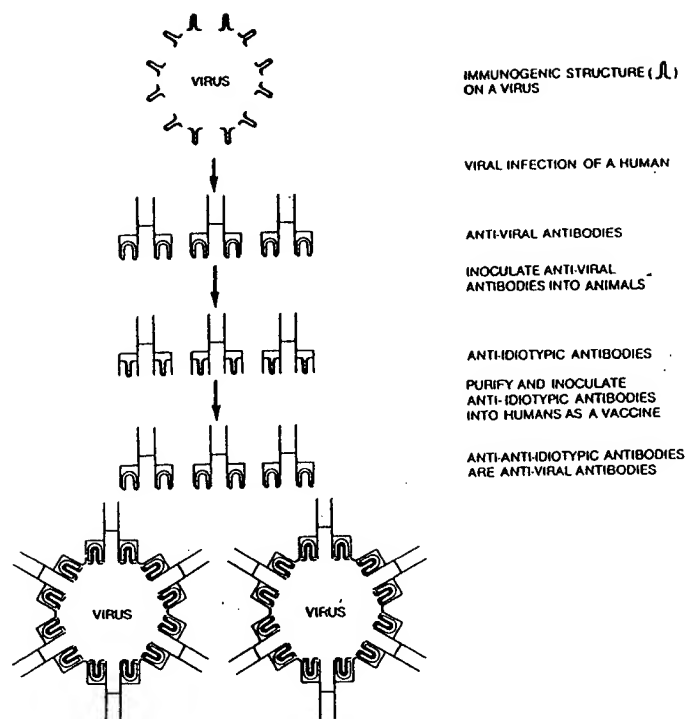 VIRUS
IMMUNOGENIC STRUCTURE ( )
ON A VIRUS
VIRAL INFECTION OF A HUMAN
ANTI-VIRAL ANTIBODIES
INOCULATE ANTI-VIRAL
ANTIBODIES INTO ANIMALS
ANTI-IDIOTYPIC ANTIBODIES
PURIFY AND INOCULATE
ANTI-IDIOTYPIC ANTIBODIES
INTO HUMANS AS A VACCINE
ANTI-ANTI-IDIOTYPIC ANTIBODIES
ARE ANTI-VIRAL ANTIBODIES
VIRUS
VIRUS